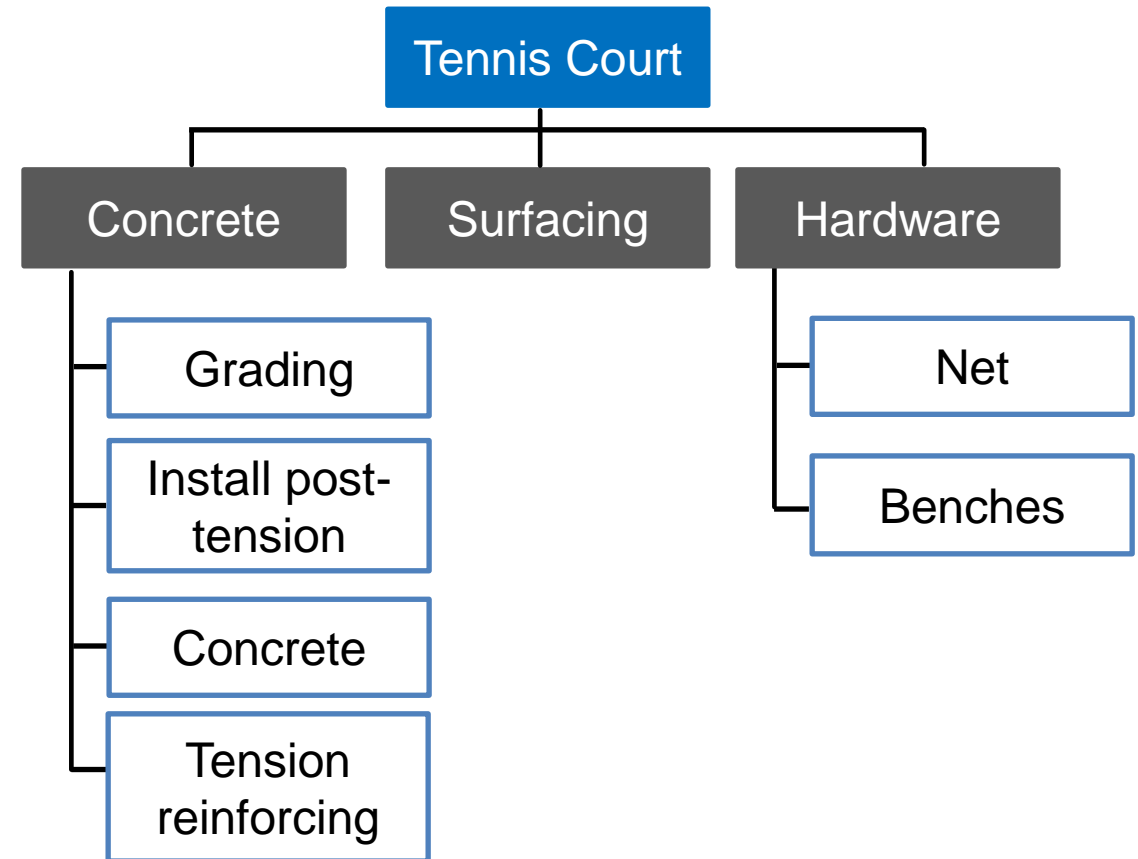 Tennis Court
Concrete
Surfacing
Hardware
Grading
Install post-
tension
Concrete
Tension
reinforcing
Net
Benches